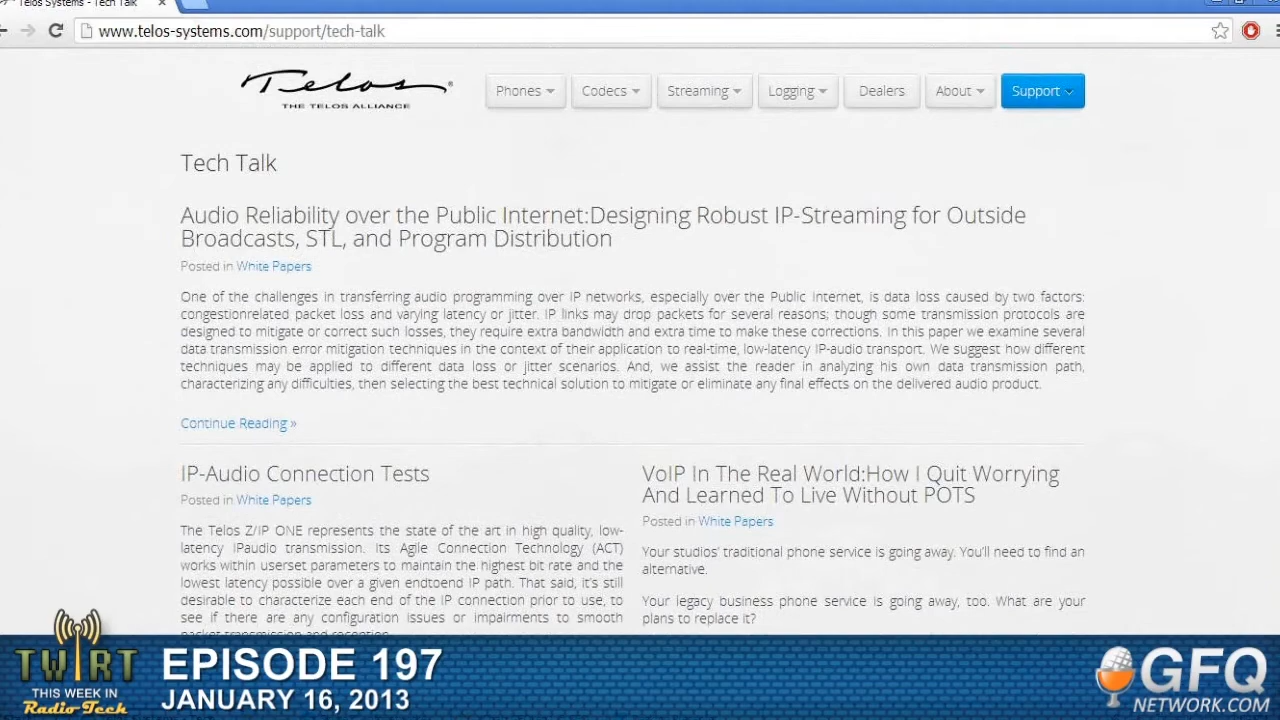 Telos Systems - Tech Talk
www.telos-systems.com/support/tech-talk
Telos®
THE TELOS ALLIANCE
Phones
Codecs
Streaming
Logging
Dealers
About
Support
Tech Talk
Audio Reliability over the Public Internet:Designing Robust IP-Streaming for Outside
Broadcasts, STL, and Program Distribution
Posted in White Papers
One of the challenges in transferring audio programming over IP networks, especially over the Public Internet, is data loss caused by two factors:
congestionrelated packet loss and varying latency or jitter. IP links may drop packets for several reasons; though some transmission protocols are
designed to mitigate or correct such losses, they require extra bandwidth and extra time to make these corrections. In this paper we examine several
data transmission error mitigation techniques in the context of their application to real-time, low-latency IP-audio transport. We suggest how different
techniques may be applied to different data loss or jitter scenarios. And, we assist the reader in analyzing his own data transmission path,
characterizing any difficulties, then selecting the best technical solution to mitigate or eliminate any final effects on the delivered audio product.
Continue Reading »
IP-Audio Connection Tests
Posted in White Papers
The Telos Z/IP ONE represents the state of the art in high quality, low-
latency IPaudio transmission. Its Agile Connection Technology (ACT)
works within userset parameters to maintain the highest bit rate and the
lowest latency possible over a given endtoend IP path. That said, it's still
desirable to characterize each end of the IP connection prior to use, to
see if there are any configuration issues or impairments to smooth
packet transmission and reception.
VoIP In The Real World:How I Quit Worrying
And Learned To Live Without POTS
Posted in White Papers
Your studios' traditional phone service is going away. You'll need to find an
alternative.
Your legacy business phone service is going away, too. What are your
plans to replace it?
TWiRT
THIS WEEK IN
Radio Tech
EPISODE 197
JANUARY 16, 2013
GFQ
NETWORK.COM